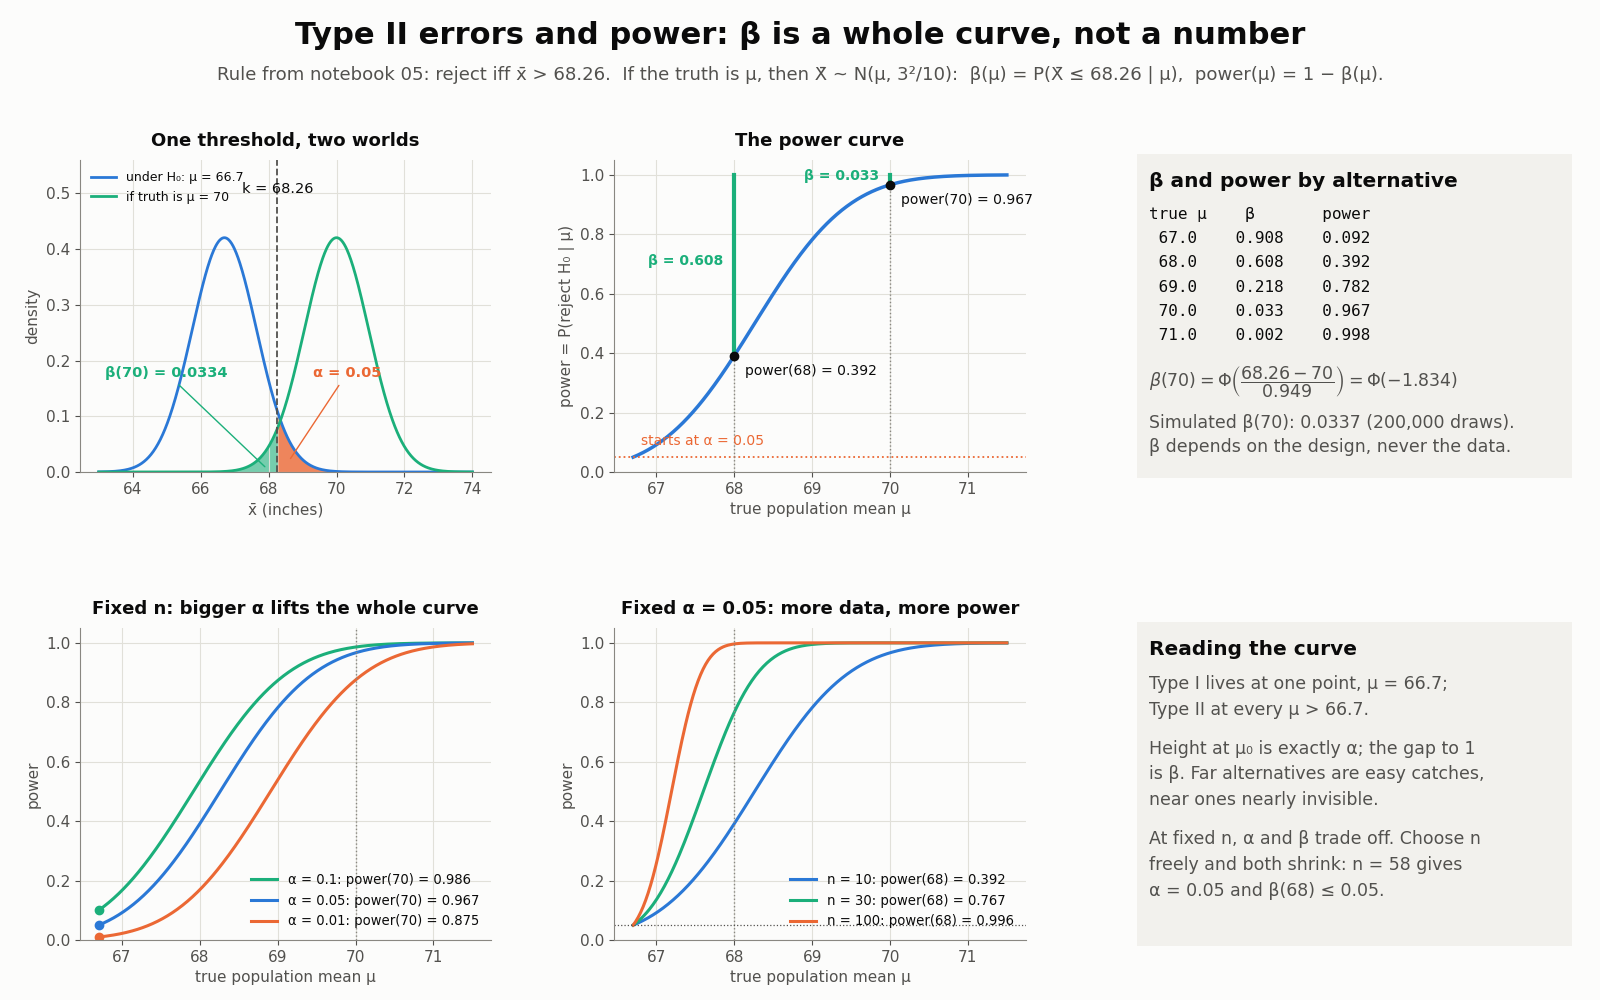 Type II errors and power: β is a whole curve, not a number
Rule from notebook 05: reject iff x̄ > 68.26.  If the truth is μ, then X̄ ~ N(μ, 3²/10):  β(μ) = P(X̄ ≤ 68.26 | μ),  power(μ) = 1 − β(μ).
One threshold, two worlds
under H₀: μ = 66.7
if truth is μ = 70
k = 68.26
β(70) = 0.0334
α = 0.05
density
0.5
0.4
0.3
0.2
0.1
0.0
64 66 68 70 72 74
x̄ (inches)
The power curve
β = 0.033
power(70) = 0.967
β = 0.608
power(68) = 0.392
starts at α = 0.05
power = P(reject H₀ | μ)
1.0
0.8
0.6
0.4
0.2
0.0
67 68 69 70 71
true population mean μ
β and power by alternative
true μ    β       power
67.0    0.908    0.092
68.0    0.608    0.392
69.0    0.218    0.782
70.0    0.033    0.967
71.0    0.002    0.998
β(70) = Φ((68.26 − 70)/0.949) = Φ(−1.834)
Simulated β(70): 0.0337 (200,000 draws).
β depends on the design, never the data.
Fixed n: bigger α lifts the whole curve
power
1.0
0.8
0.6
0.4
0.2
0.0
α = 0.1: power(70) = 0.986
α = 0.05: power(70) = 0.967
α = 0.01: power(70) = 0.875
67 68 69 70 71
true population mean μ
Fixed α = 0.05: more data, more power
power
1.0
0.8
0.6
0.4
0.2
0.0
n = 10: power(68) = 0.392
n = 30: power(68) = 0.767
n = 100: power(68) = 0.996
67 68 69 70 71
true population mean μ
Reading the curve
Type I lives at one point, μ = 66.7;
Type II at every μ > 66.7.
Height at μ₀ is exactly α; the gap to 1
is β. Far alternatives are easy catches,
near ones nearly invisible.
At fixed n, α and β trade off. Choose n
freely and both shrink: n = 58 gives
α = 0.05 and β(68) ≤ 0.05.